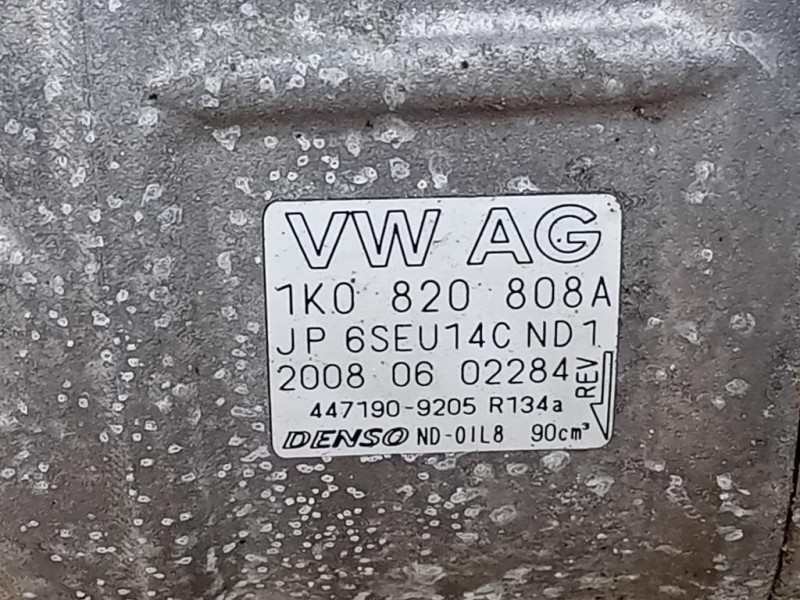 VW AG
1K0 820 808A
JP 6SEU14C ND1
2008 06 02284 REV
447190-9205 R134a
DENSO ND-OIL8 90cm³